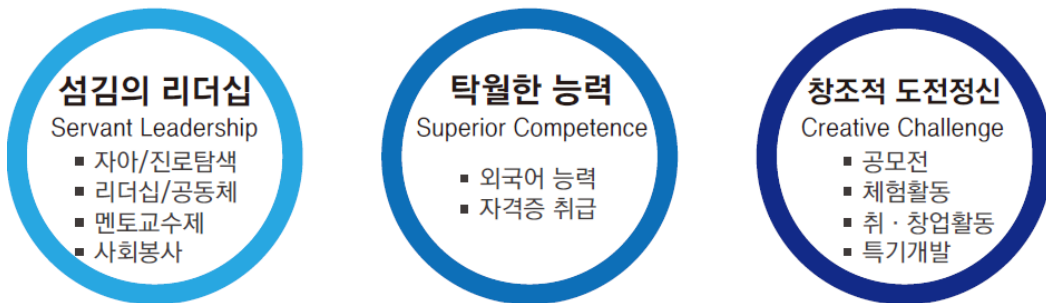 섬김의 리더십
Servant Leadership
▪ 자아/진로탐색
▪ 리더십/공동체
▪ 멘토교수제
▪ 사회봉사
탁월한 능력
Superior Competence
▪ 외국어 능력
▪ 자격증 취급
창조적 도전정신
Creative Challenge
▪ 공모전
▪ 체험활동
▪ 취 · 창업활동
▪ 특기개발